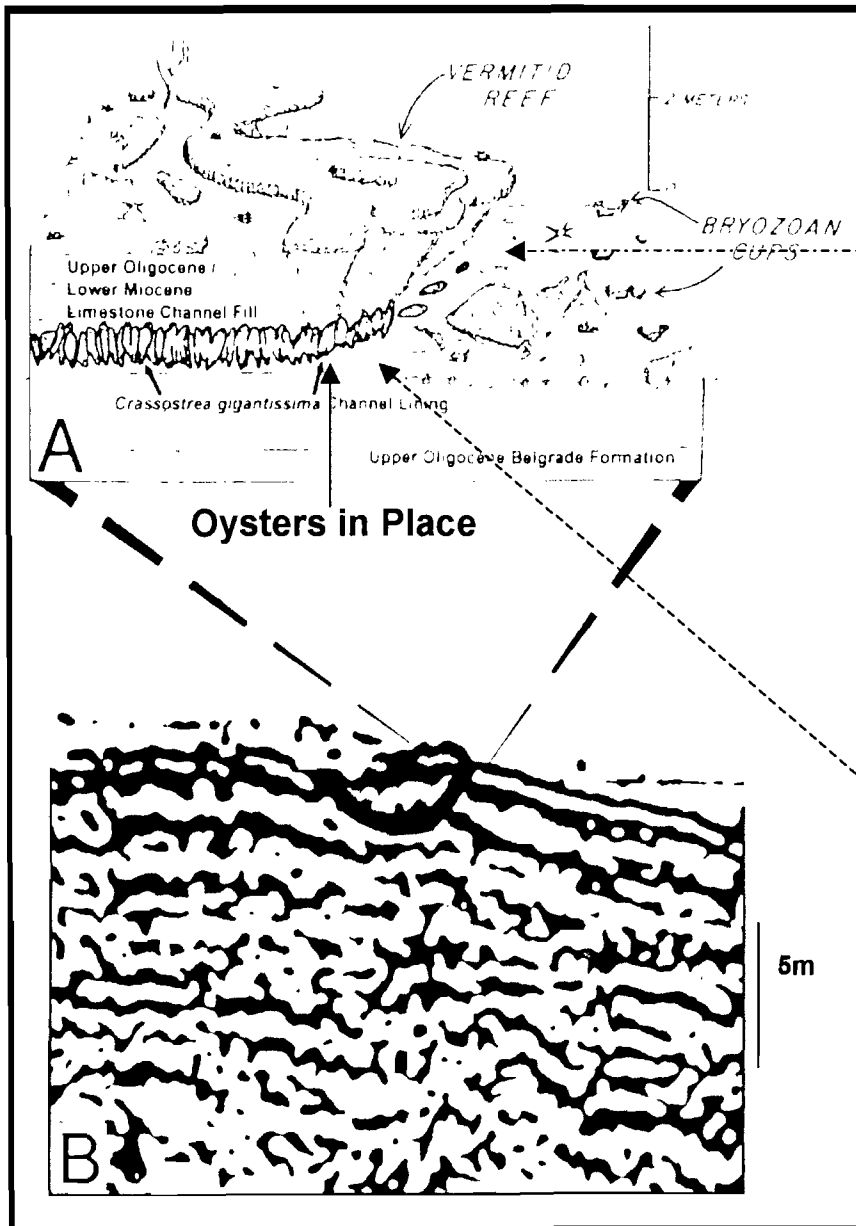 VERMITID
REEF
2 METERS
BRYOZOAN
CUPS
Upper Oligocene /
Lower Miocene
Limestone Channel Fill
Crassostrea gigantissima Channel Lining
A
Upper Oligocene Belgrade Formation
Oysters in Place
5m
B